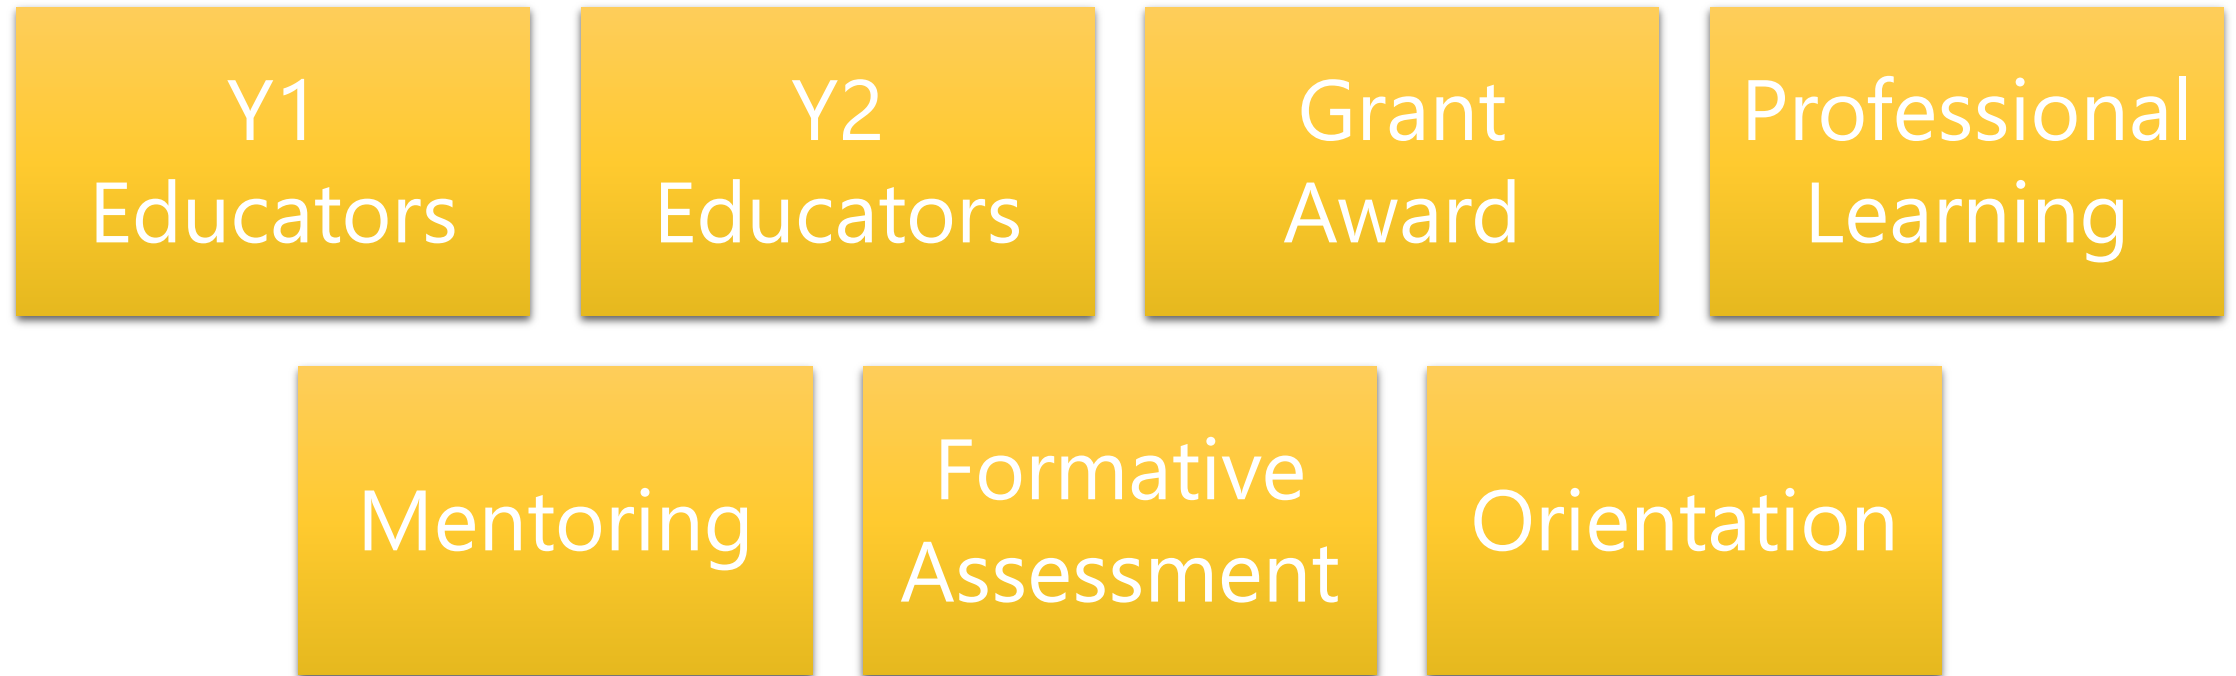 Y1
Educators
Y2
Educators
Grant
Award
Professional
Learning
Mentoring
Formative
Assessment
Orientation